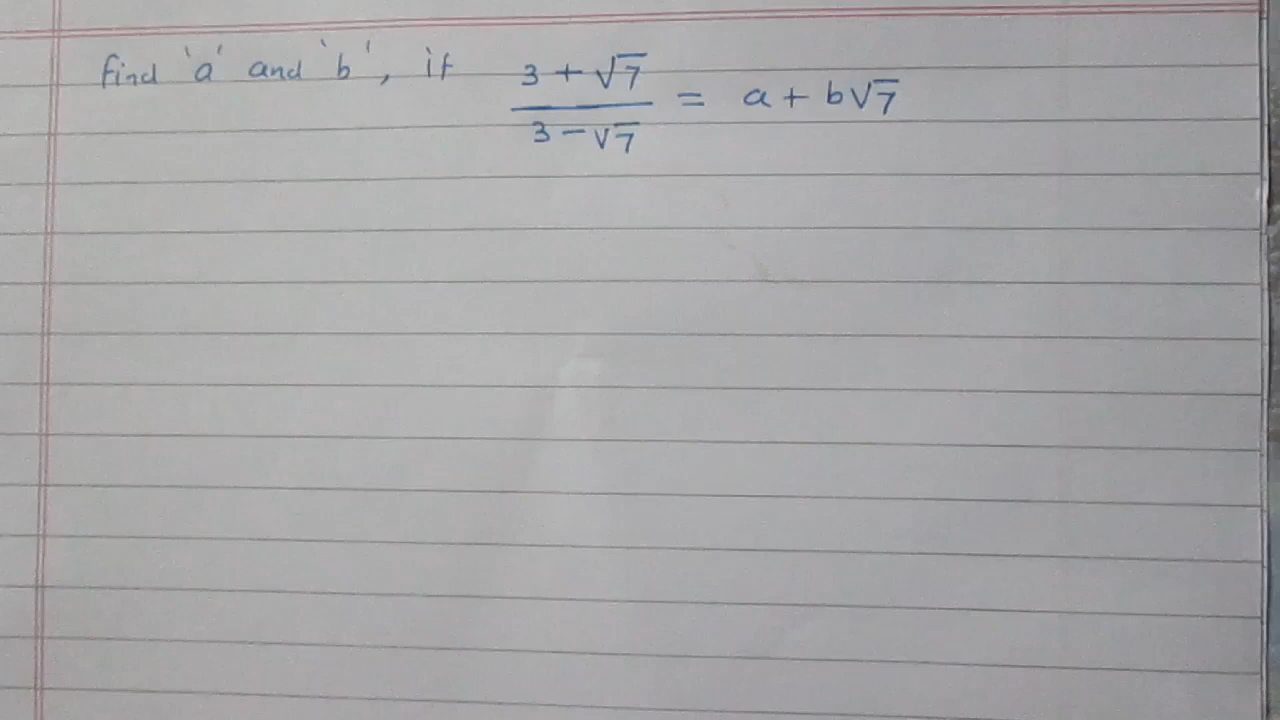 find 'a' and 'b', if (3 + √7)/(3 - √7) = a + b√7